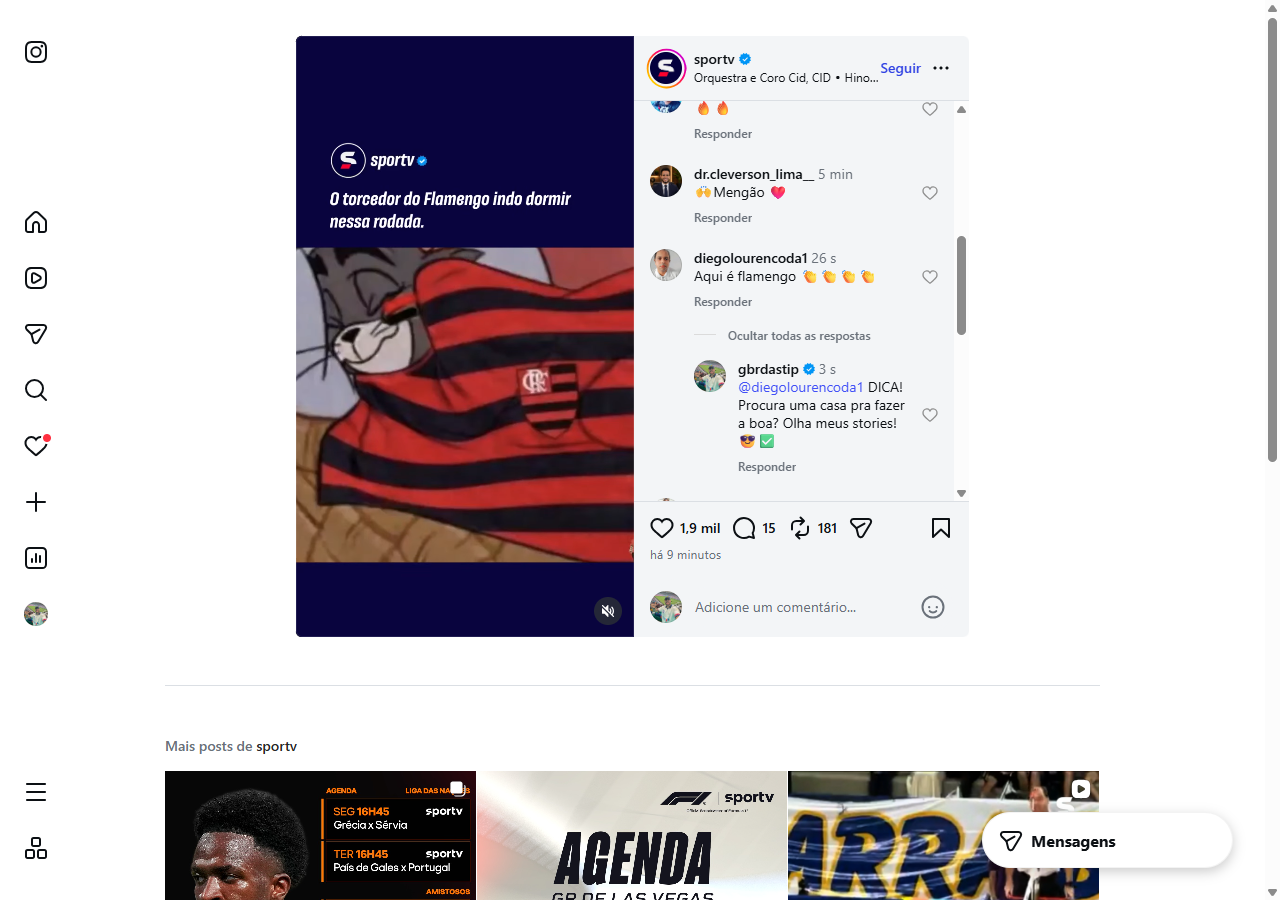 sportv
O torcedor do Flamengo indo dormir
nessa rodada.
sportv
Orquestra e Coro Cid, CID • Hino...
Seguir
🔥 🔥
Responder
dr.cleverson_lima__ 5 min
🙌 Mengão ❤️
Responder
diegolourencoda1 26 s
Aqui é flamengo 👏 👏 👏 👏
Responder
Ocultar todas as respostas
gbrdastip 3 s
@diegolourencoda1 DICA!
Procura uma casa pra fazer
a boa? Olha meus stories!
😎 ✅
Responder
1,9 mil
15
181
há 9 minutos
Adicione um comentário...
Mais posts de sportv
AGENDA
SEG 16H45
sportv
Grécia x Sérvia
TER 16H45
sportv
País de Gales x Portugal
AMISTOSOS
F1
sportv
AGENDA
GP DE LAS VEGAS
ARRA
Mensagens